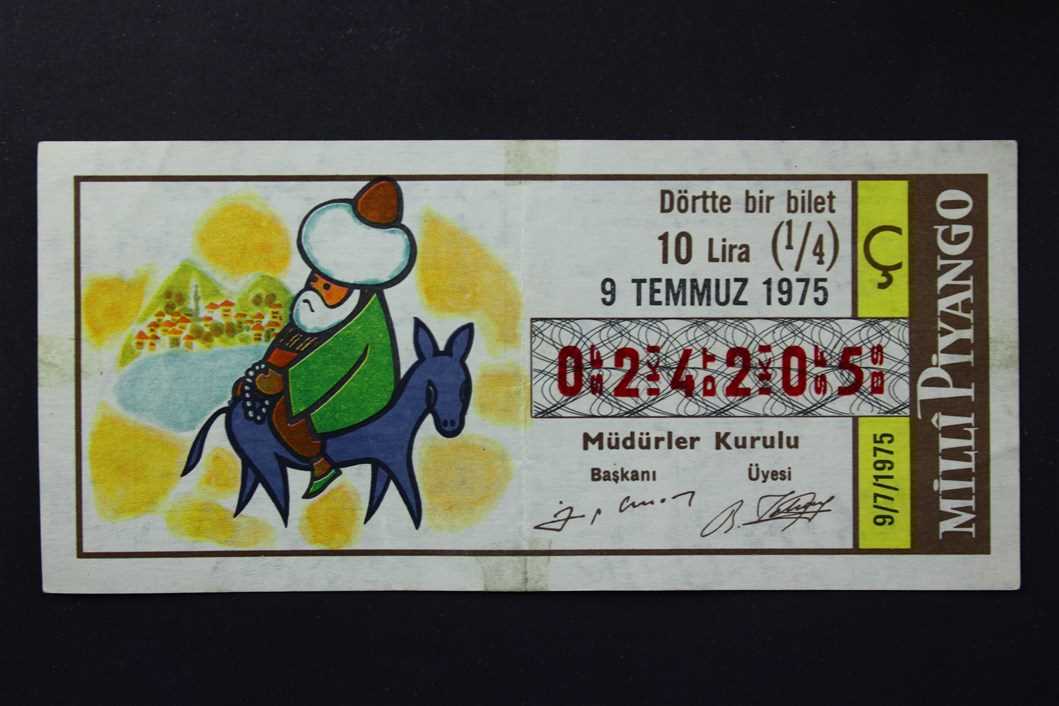 Dörtte bir bilet
10 Lira (1/4)
9 TEMMUZ 1975
024205
Müdürler Kurulu
Başkanı Üyesi
Ç
9/7/1975
MİLLÎ PİYANGO